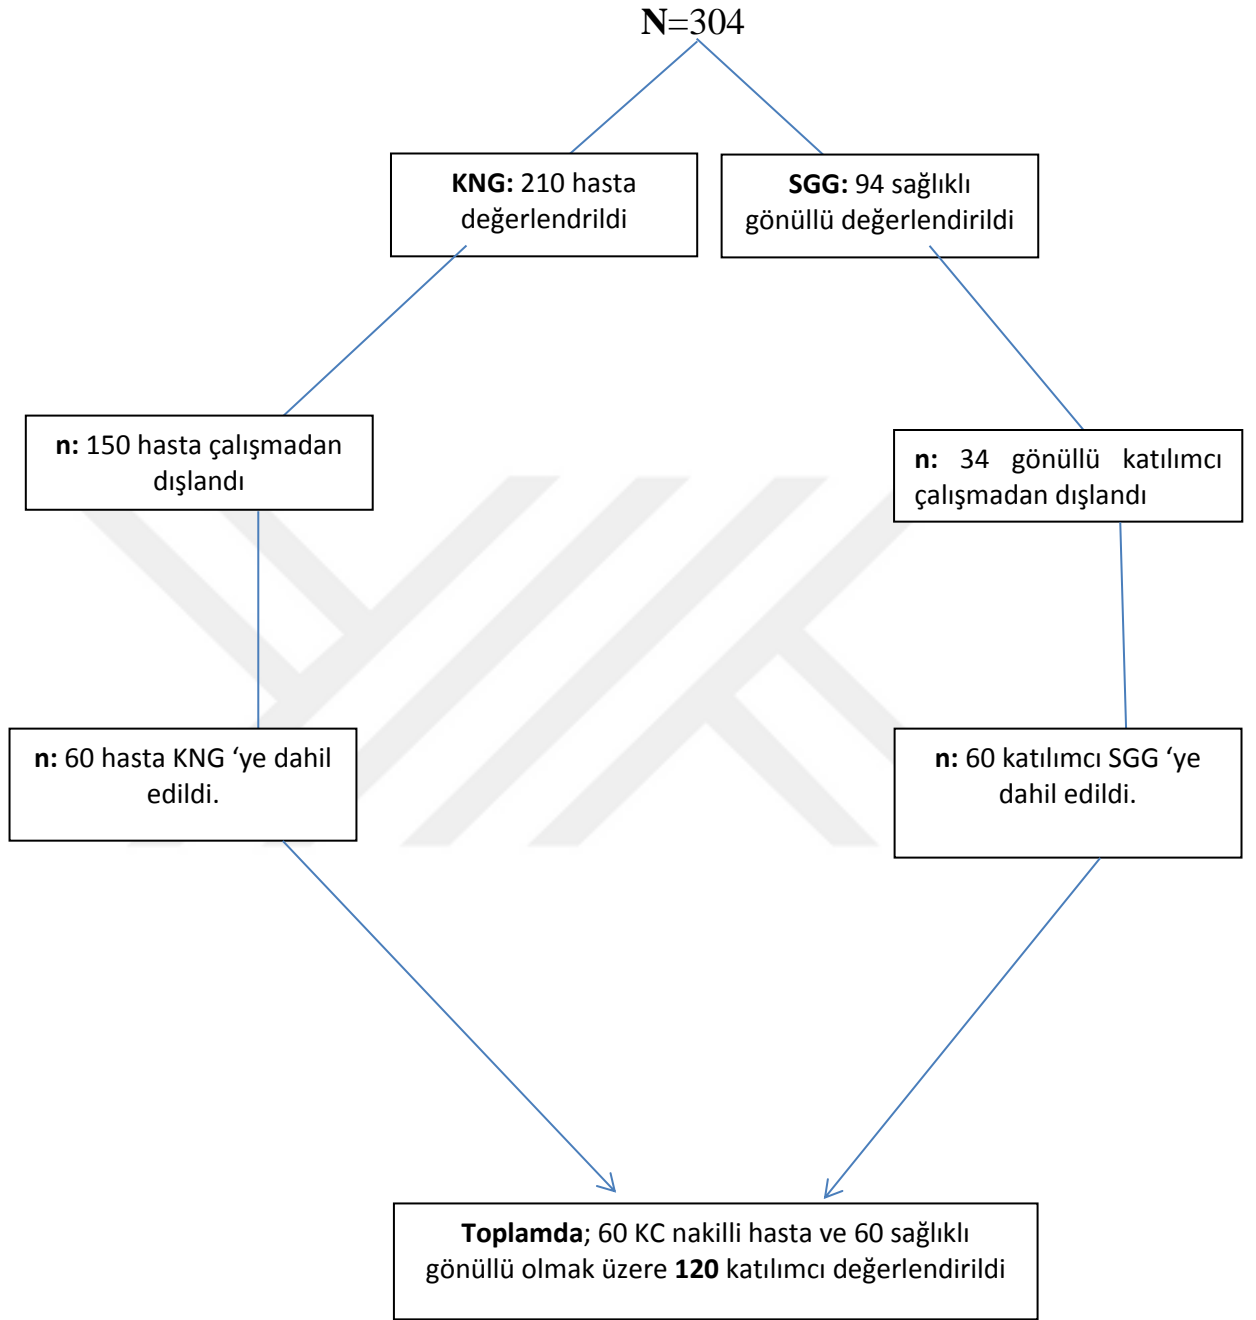 N=304
KNG: 210 hasta
değerlendrildi
SGG: 94 sağlıklı
gönüllü değerlendirildi
n: 150 hasta çalışmadan
dışlandı
n: 34 gönüllü katılımcı
çalışmadan dışlandı
n: 60 hasta KNG ‘ye dahil
edildi.
n: 60 katılımcı SGG ‘ye
dahil edildi.
Toplamda; 60 KC nakilli hasta ve 60 sağlıklı
gönüllü olmak üzere 120 katılımcı değerlendirildi